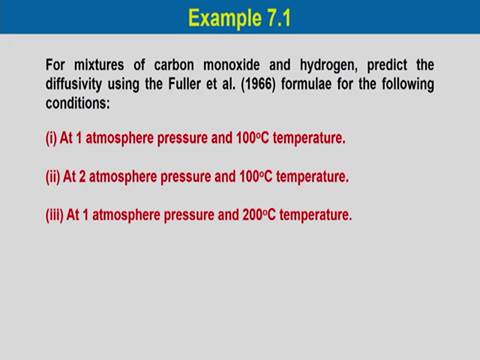 Example 7.1
For mixtures of carbon monoxide and hydrogen, predict the
diffusivity using the Fuller et al. (1966) formulae for the following
conditions:
(i) At 1 atmosphere pressure and 100°C temperature.
(ii) At 2 atmosphere pressure and 100°C temperature.
(iii) At 1 atmosphere pressure and 200°C temperature.